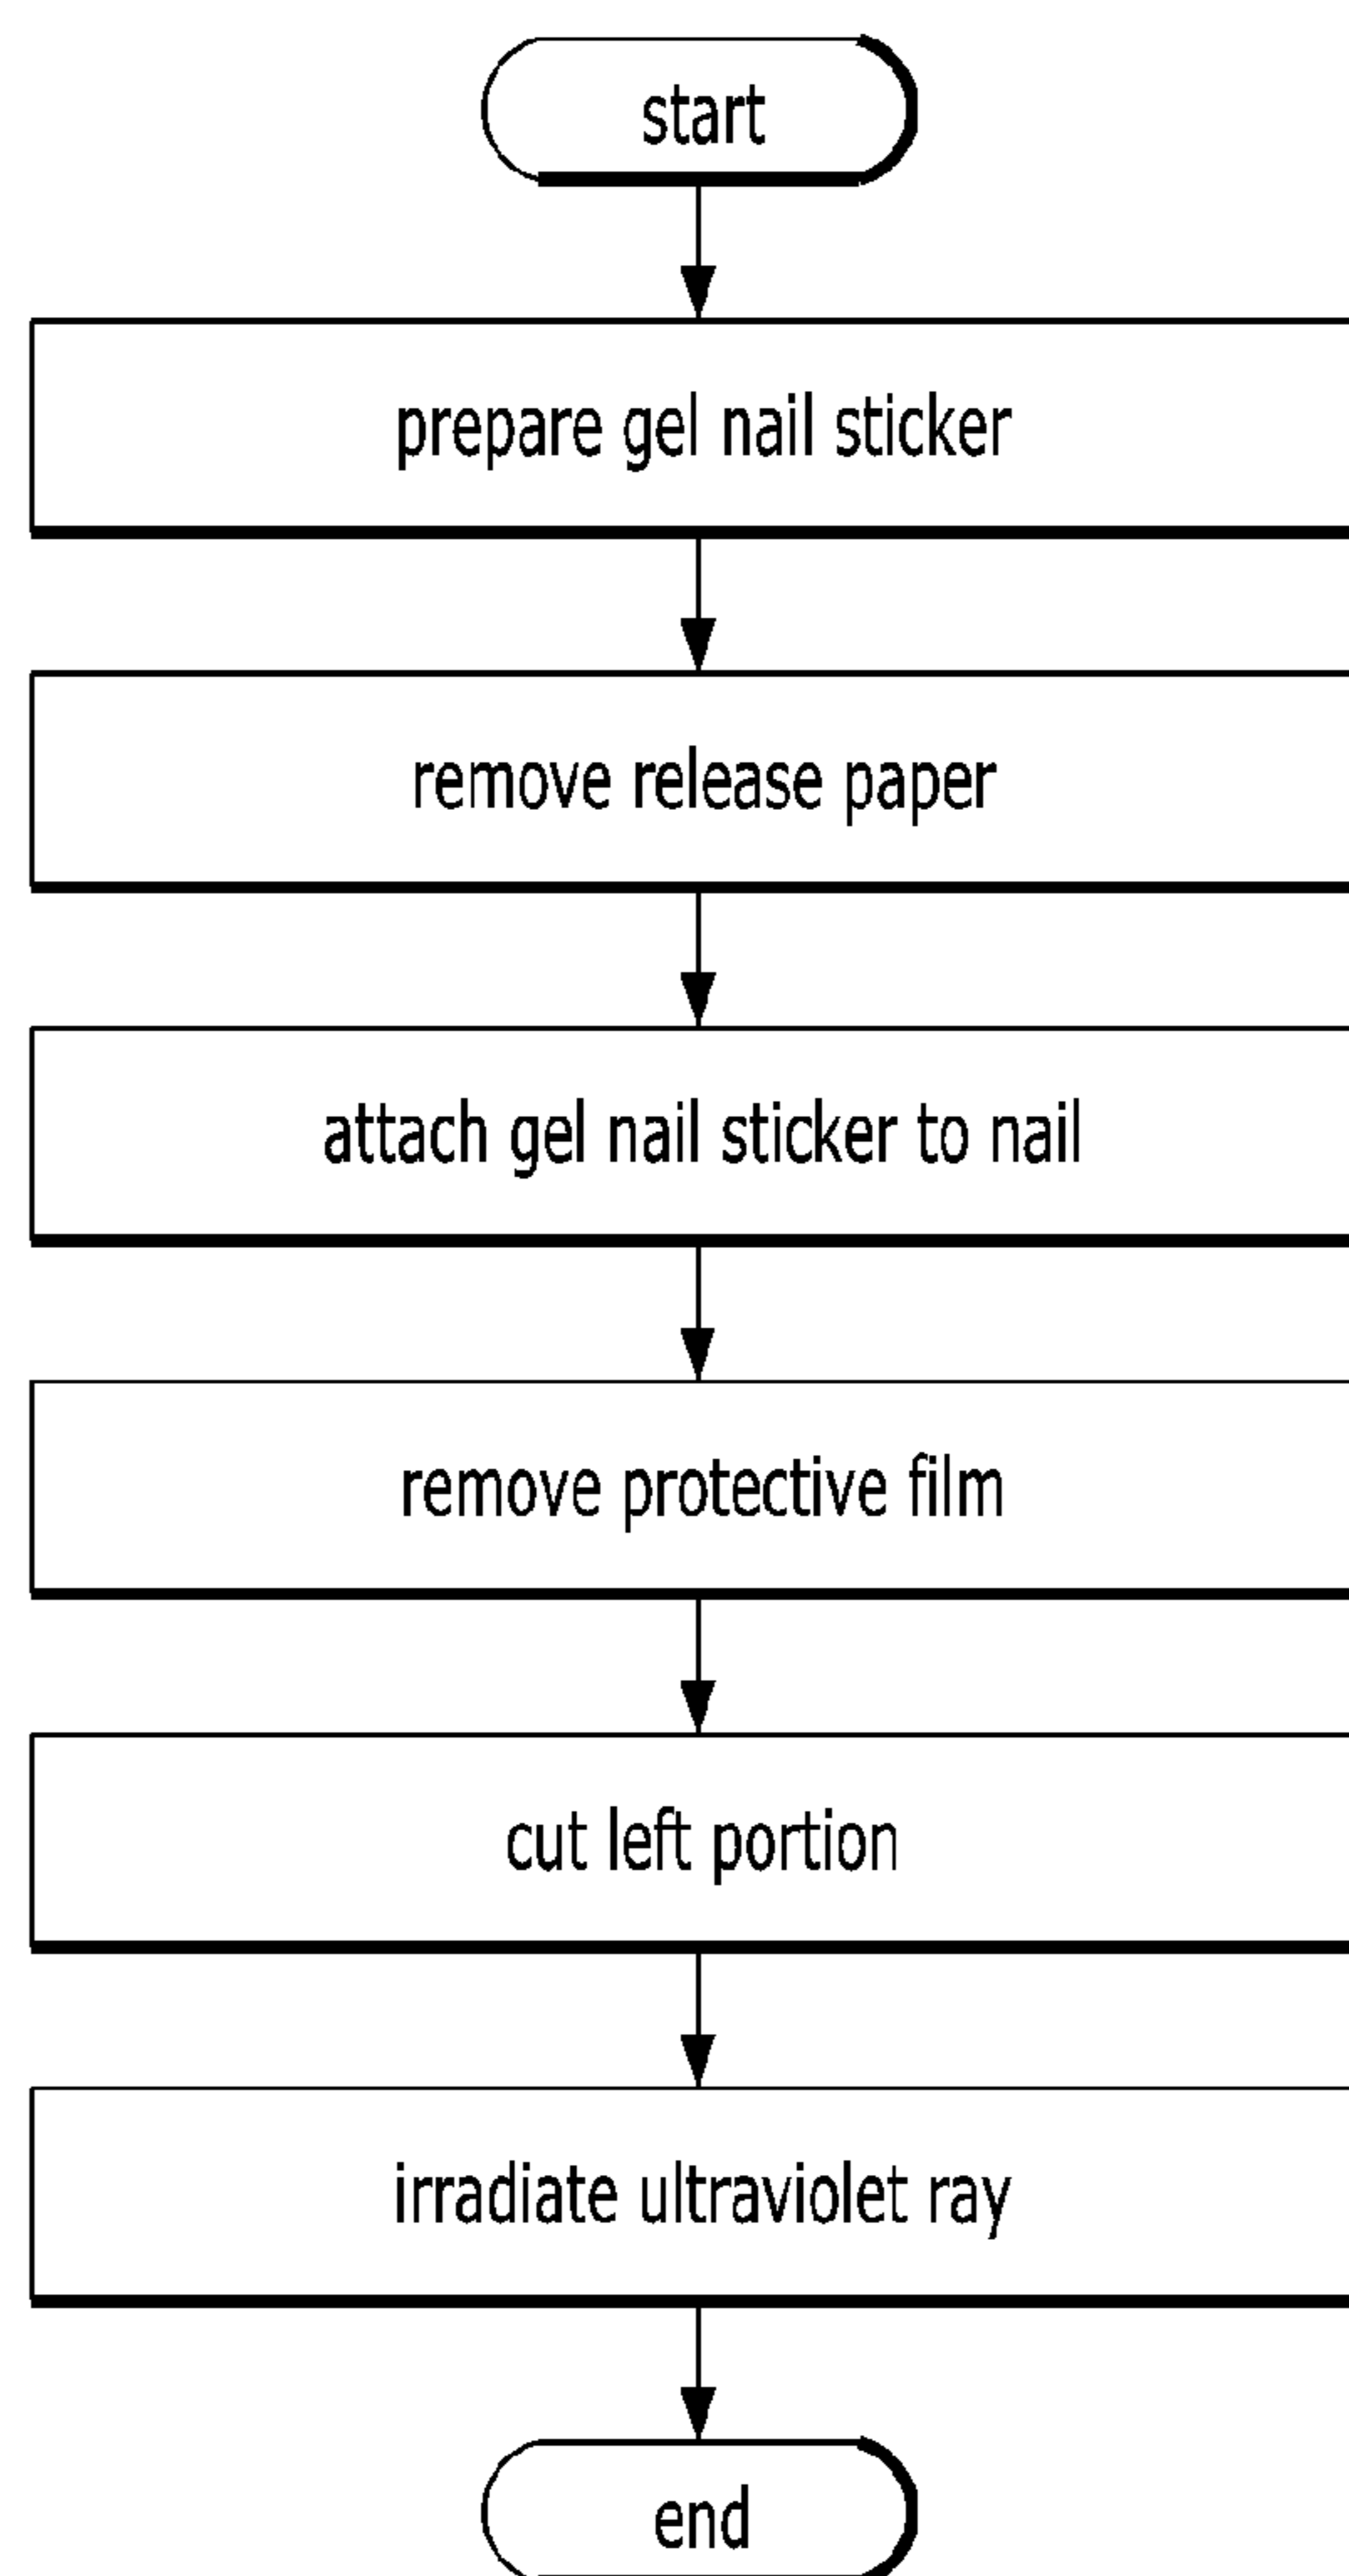 start
prepare gel nail sticker
remove release paper
attach gel nail sticker to nail
remove protective film
cut left portion
irradiate ultraviolet ray
end